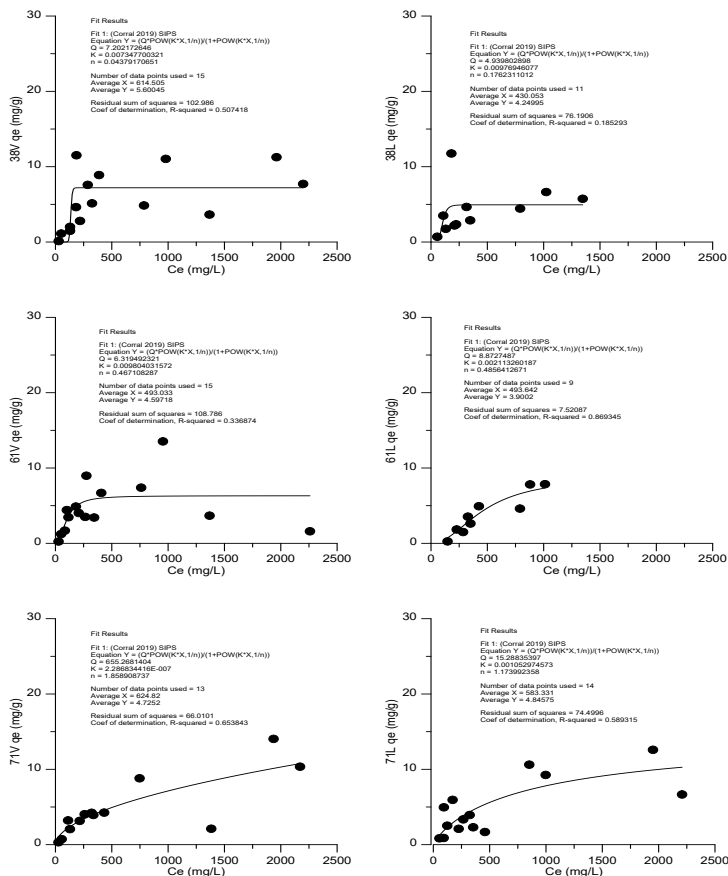 30
Fit Results
Fit 1: (Corral 2019) SIPS
Equation Y = (Q*POW(K*X,1/n))/(1+POW(K*X,1/n))
Q = 7.202172646
K = 0.007347700321
n = 0.04379170651
Number of data points used = 15
Average X = 614.505
Average Y = 5.60045
Residual sum of squares = 102.986
Coef of determination, R-squared = 0.507418
20
10
0
38V qe (mg/g)
0 500 1000 1500 2000 2500
Ce (mg/L)
30
Fit Results
Fit 1: (Corral 2019) SIPS
Equation Y = (Q*POW(K*X,1/n))/(1+POW(K*X,1/n))
Q = 4.939802898
K = 0.00976946077
n = 0.1762311012
Number of data points used = 11
Average X = 430.053
Average Y = 4.24995
Residual sum of squares = 76.1906
Coef of determination, R-squared = 0.185293
20
10
0
38L qe (mg/g)
0 500 1000 1500 2000 2500
Ce (mg/L)
30
Fit Results
Fit 1: (Corral 2019) SIPS
Equation Y = (Q*POW(K*X,1/n))/(1+POW(K*X,1/n))
Q = 6.319492321
K = 0.009804031572
n = 0.467108287
Number of data points used = 15
Average X = 493.033
Average Y = 4.59718
Residual sum of squares = 108.786
Coef of determination, R-squared = 0.336874
20
10
0
61V qe (mg/g)
0 500 1000 1500 2000 2500
Ce (mg/L)
30
Fit Results
Fit 1: (Corral 2019) SIPS
Equation Y = (Q*POW(K*X,1/n))/(1+POW(K*X,1/n))
Q = 8.8727487
K = 0.002113260187
n = 0.4856412671
Number of data points used = 9
Average X = 493.642
Average Y = 3.9002
Residual sum of squares = 7.52087
Coef of determination, R-squared = 0.869345
20
10
0
61L qe (mg/g)
0 500 1000 1500 2000 2500
Ce (mg/L)
30
Fit Results
Fit 1: (Corral 2019) SIPS
Equation Y = (Q*POW(K*X,1/n))/(1+POW(K*X,1/n))
Q = 655.2681404
K = 2.286834416E-007
n = 1.858908737
Number of data points used = 13
Average X = 624.82
Average Y = 4.7252
Residual sum of squares = 66.0101
Coef of determination, R-squared = 0.653843
20
10
0
71V qe (mg/g)
0 500 1000 1500 2000 2500
Ce (mg/L)
30
Fit Results
Fit 1: (Corral 2019) SIPS
Equation Y = (Q*POW(K*X,1/n))/(1+POW(K*X,1/n))
Q = 15.28835397
K = 0.001052974573
n = 1.173992358
Number of data points used = 14
Average X = 583.331
Average Y = 4.84575
Residual sum of squares = 74.4996
Coef of determination, R-squared = 0.589315
20
10
0
71L qe (mg/g)
0 500 1000 1500 2000 2500
Ce (mg/L)